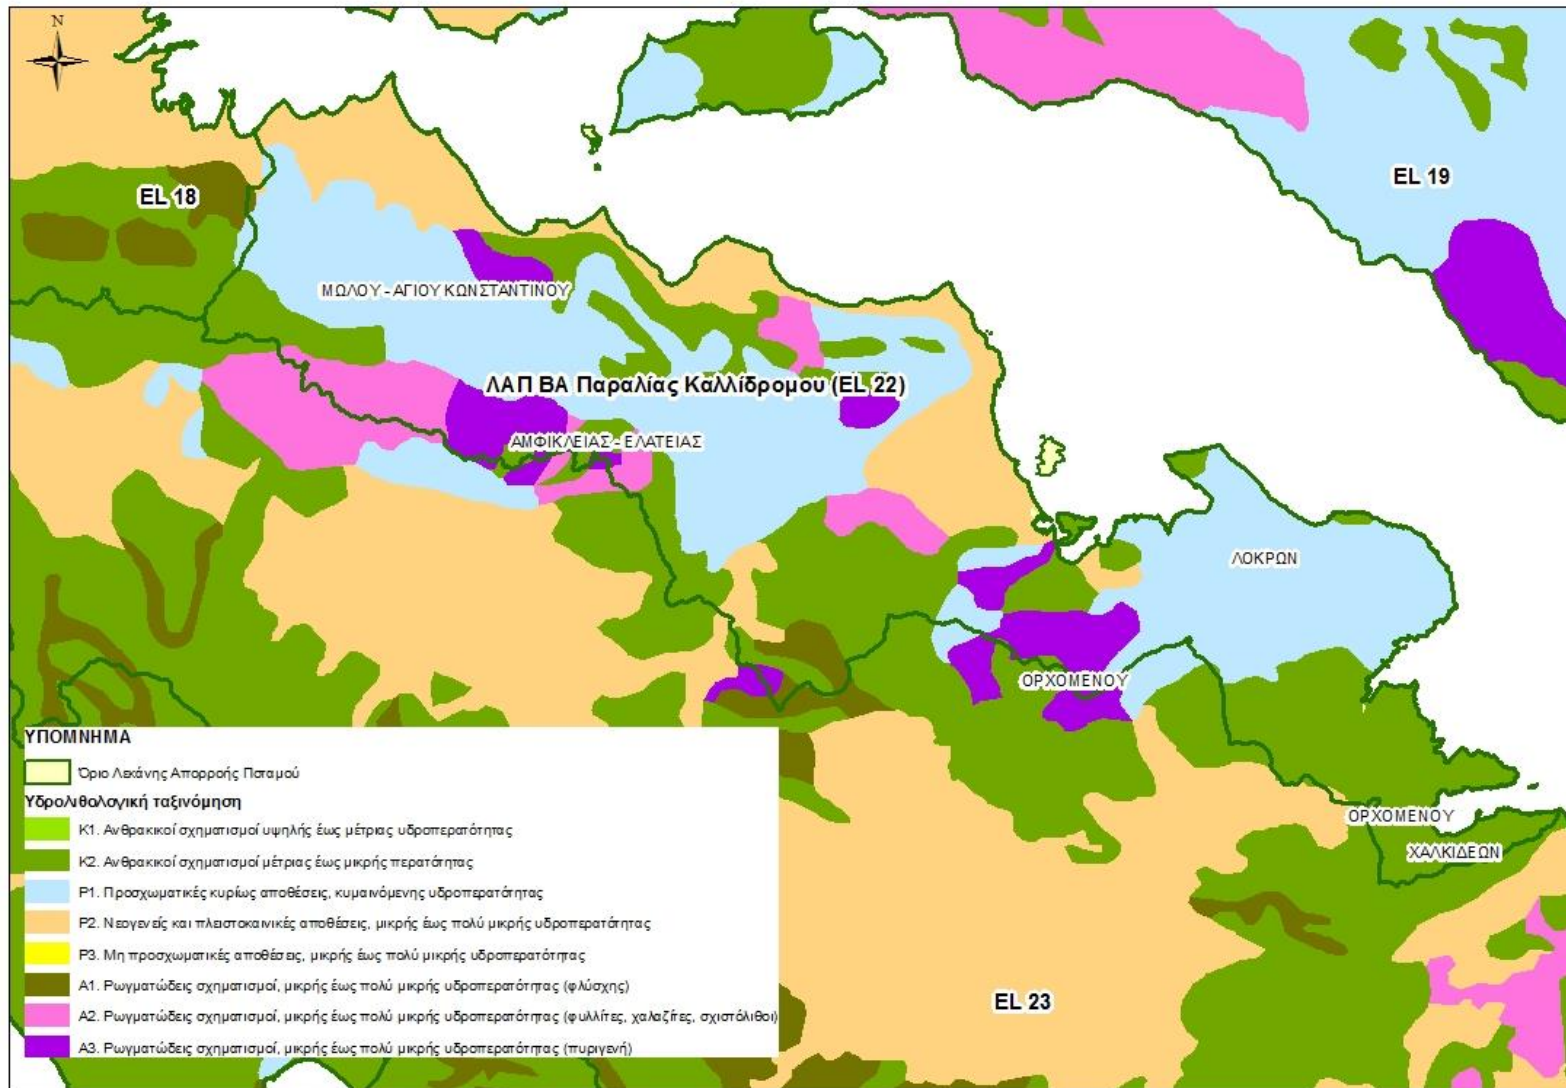 N
EL 18
EL 19
ΜΩΛΟΥ - ΑΓΙΟΥ ΚΩΝΣΤΑΝΤΙΝΟΥ
ΛΑΠ ΒΑ Παραλίας Καλλίδρομου (EL 22)
ΑΜΦΙΚΛΕΙΑΣ - ΕΛΑΤΕΙΑΣ
ΛΟΚΡΩΝ
ΟΡΧΟΜΕΝΟΥ
ΟΡΧΟΜΕΝΟΥ
ΧΑΛΚΙΔΕΩΝ
EL 23
ΥΠΟΜΝΗΜΑ
Όριο Λεκάνης Απορροής Ποταμού
Υδρολιθολογική ταξινόμηση
Κ1. Ανθρακικοί σχηματισμοί υψηλής έως μέτριας υδροπερατότητας
Κ2. Ανθρακικοί σχηματισμοί μέτριας έως μικρής περατότητας
Ρ1. Προσχωματικές κυρίως αποθέσεις, κυμαινόμενης υδροπερατότητας
Ρ2. Νεογενείς και πλειστοκαινικές αποθέσεις, μικρής έως πολύ μικρής υδροπερατότητας
Ρ3. Μη προσχωματικές αποθέσεις, μικρής έως πολύ μικρής υδροπερατότητας
Α1. Ρωγματώδεις σχηματισμοί, μικρής έως πολύ μικρής υδροπερατότητας (φλύσχης)
Α2. Ρωγματώδεις σχηματισμοί, μικρής έως πολύ μικρής υδροπερατότητας (φυλλίτες, χαλαζίτες, σχιστόλιθοι)
Α3. Ρωγματώδεις σχηματισμοί, μικρής έως πολύ μικρής υδροπερατότητας (πυριγενή)